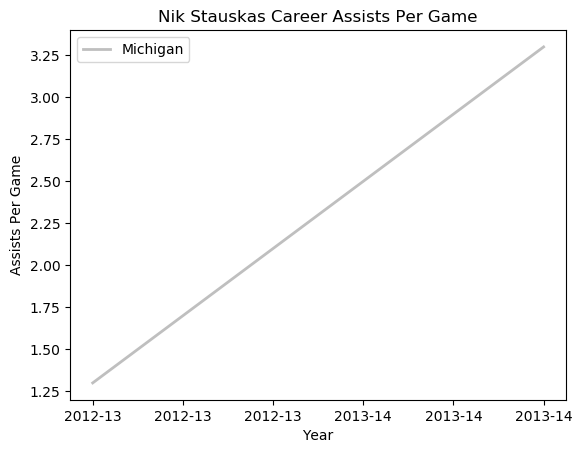 Nik Stauskas Career Assists Per Game
Michigan
3.25
3.00
2.75
2.50
2.25
2.00
1.75
1.50
1.25
Assists Per Game
2012-13 2012-13 2012-13 2013-14 2013-14 2013-14
Year